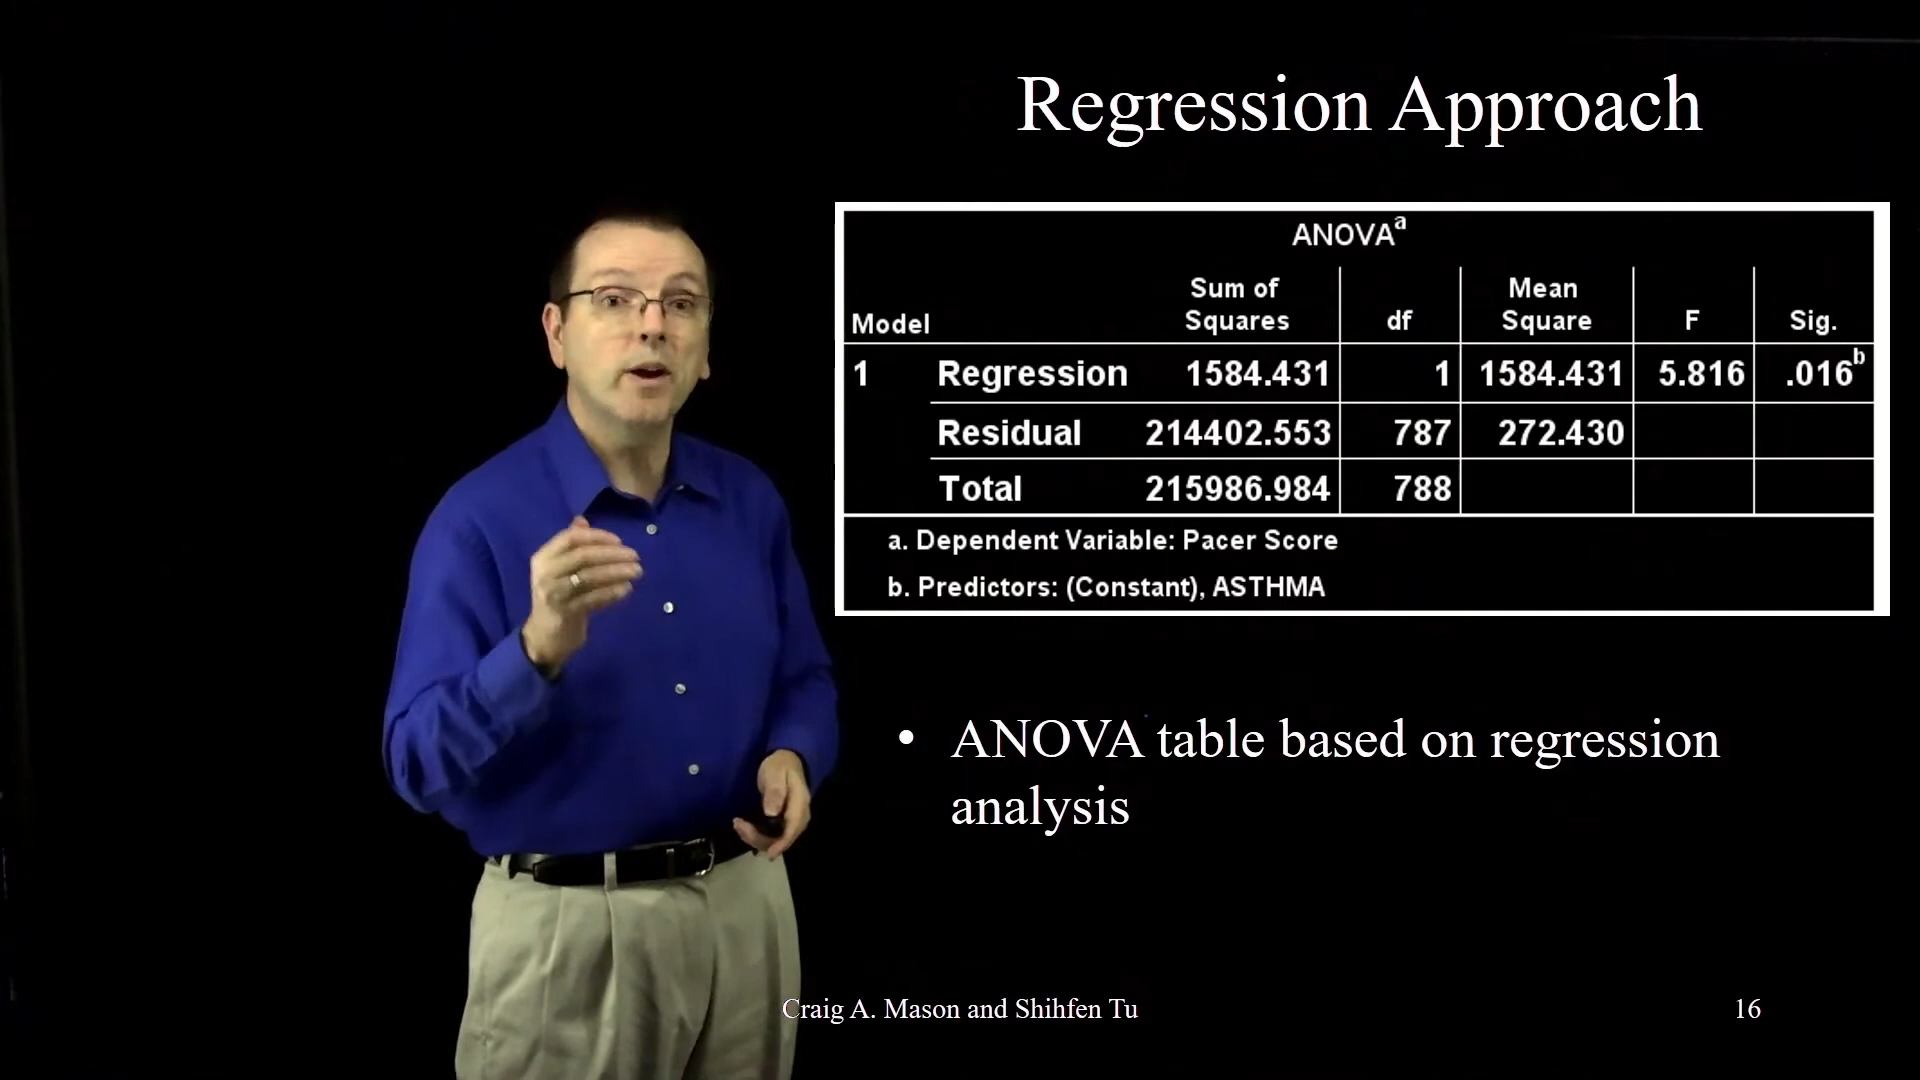 Regression Approach
ANOVAa
Model Sum of Squares df Mean Square F Sig.
1 Regression 1584.431 1 1584.431 5.816 .016b
Residual 214402.553 787 272.430
Total 215986.984 788
a. Dependent Variable: Pacer Score
b. Predictors: (Constant), ASTHMA
• ANOVA table based on regression
analysis
Craig A. Mason and Shihfen Tu
16